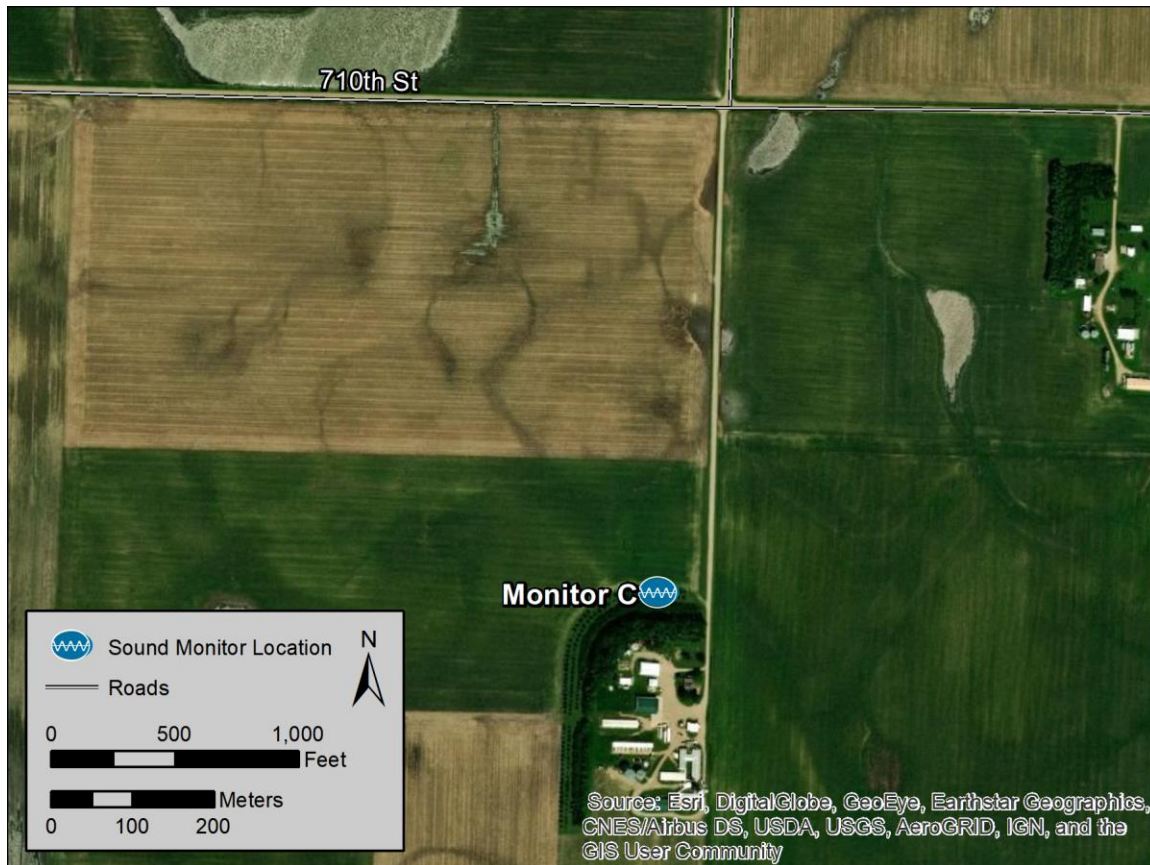 710th St
Monitor C
Sound Monitor Location
N
Roads
0 500 1,000
Feet
Meters
0 100 200
Source: Esri, DigitalGlobe, GeoEye, Earthstar Geographics,
CNES/Airbus DS, USDA, USGS, AeroGRID, IGN, and the
GIS User Community